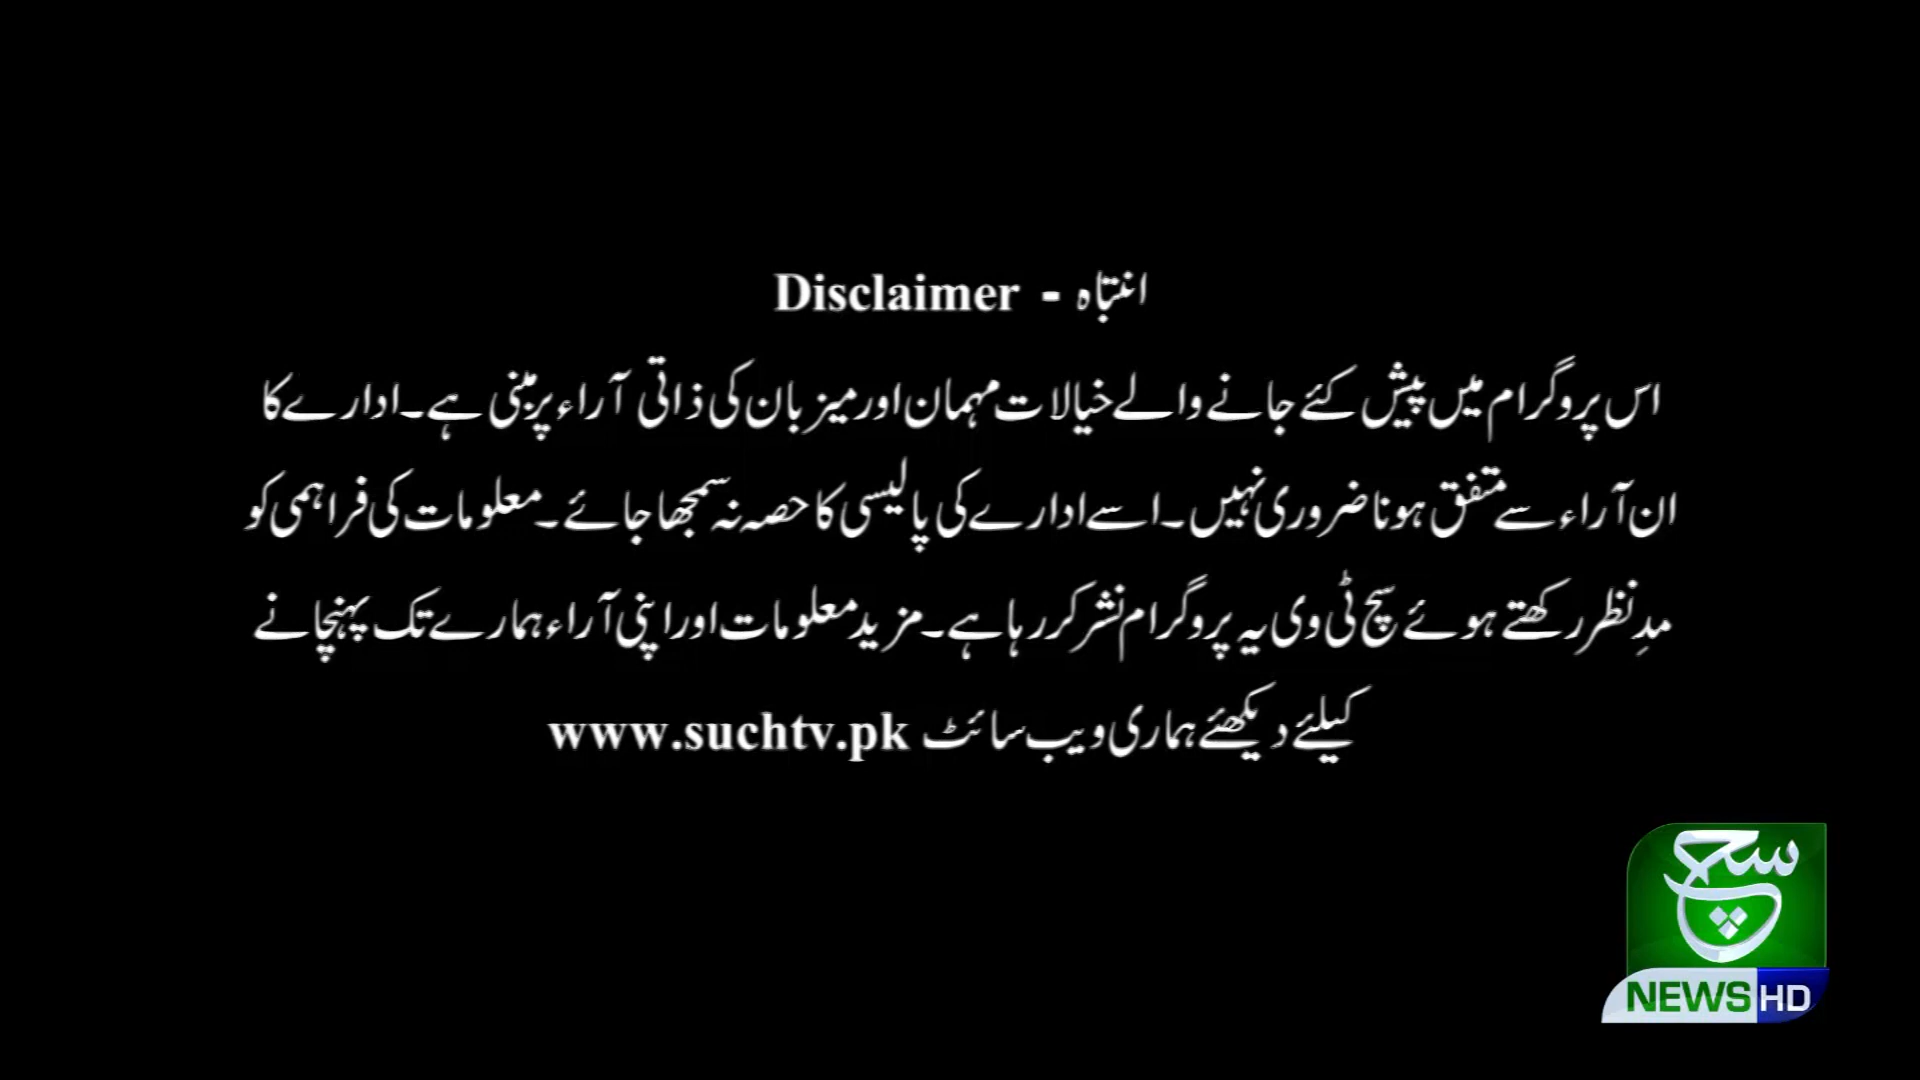 انتباہ - Disclaimer
اس پروگرام میں پیش کئے جانے والے خیالات مہمان اور میزبان کی ذاتی آراء پر مبنی ہے۔ ادارے کا
ان آراء سے متفق ہونا ضروری نہیں۔ اسے ادارے کی پالیسی کا حصہ نہ سمجھا جائے۔ معلومات کی فراہمی کو
مدِنظر رکھتے ہوئے سچ ٹی وی یہ پروگرام نشر کر رہا ہے۔ مزید معلومات اور اپنی آراء ہمارے تک پہنچانے
کیلئے دیکھئے ہماری ویب سائٹ www.suchtv.pk
سچ
NEWS HD